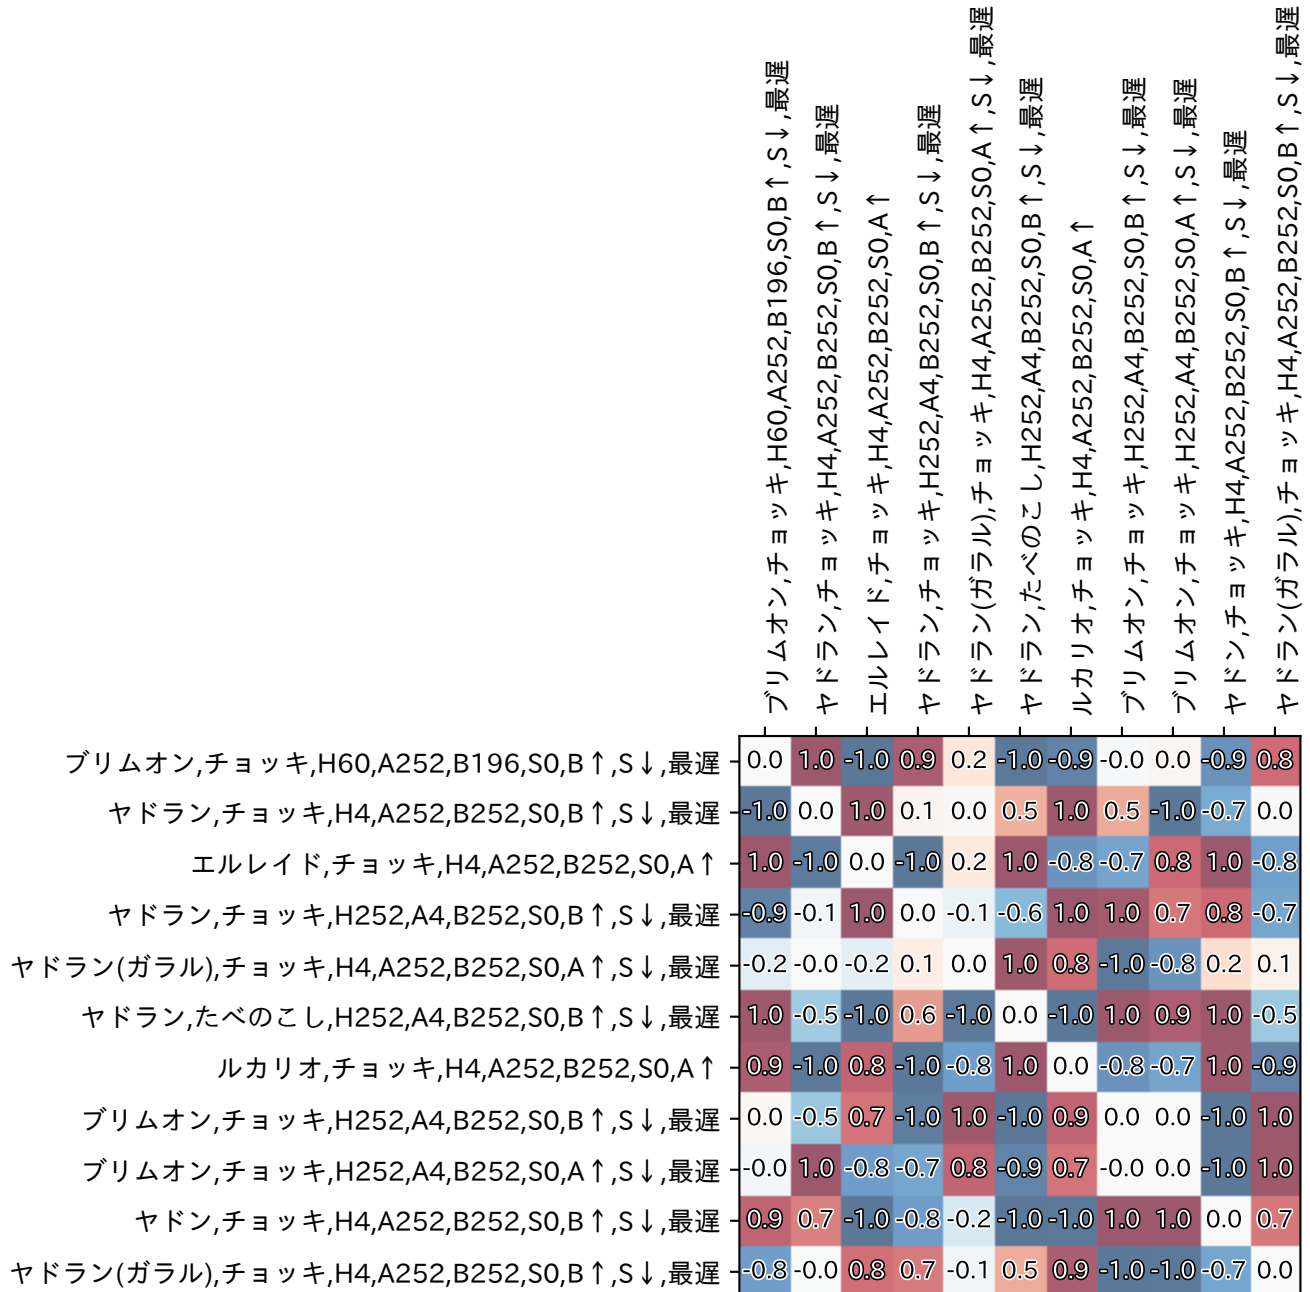 ブリムオン,チョッキ,H60,A252,B196,S0,B↑,S↓,最遅
ヤドラン,チョッキ,H4,A252,B252,S0,B↑,S↓,最遅
エルレイド,チョッキ,H4,A252,B252,S0,A↑
ヤドラン,チョッキ,H252,A4,B252,S0,B↑,S↓,最遅
ヤドラン(ガラル),チョッキ,H4,A252,B252,S0,A↑,S↓,最遅
ヤドラン,たべのこし,H252,A4,B252,S0,B↑,S↓,最遅
ルカリオ,チョッキ,H4,A252,B252,S0,A↑
ブリムオン,チョッキ,H252,A4,B252,S0,B↑,S↓,最遅
ブリムオン,チョッキ,H252,A4,B252,S0,A↑,S↓,最遅
ヤドン,チョッキ,H4,A252,B252,S0,B↑,S↓,最遅
ヤドラン(ガラル),チョッキ,H4,A252,B252,S0,B↑,S↓,最遅
ブリムオン,チョッキ,H60,A252,B196,S0,B↑,S↓,最遅 0.0 1.0 -1.0 0.9 0.2 -1.0 -0.9 -0.0 0.0 -0.9 0.8
ヤドラン,チョッキ,H4,A252,B252,S0,B↑,S↓,最遅 -1.0 0.0 1.0 0.1 0.0 0.5 1.0 0.5 -1.0 -0.7 0.0
エルレイド,チョッキ,H4,A252,B252,S0,A↑ 1.0 -1.0 0.0 -1.0 0.2 1.0 -0.8 -0.7 0.8 1.0 -0.8
ヤドラン,チョッキ,H252,A4,B252,S0,B↑,S↓,最遅 -0.9 -0.1 1.0 0.0 -0.1 -0.6 1.0 1.0 0.7 0.8 -0.7
ヤドラン(ガラル),チョッキ,H4,A252,B252,S0,A↑,S↓,最遅 -0.2 -0.0 -0.2 0.1 0.0 1.0 0.8 -1.0 -0.8 0.2 0.1
ヤドラン,たべのこし,H252,A4,B252,S0,B↑,S↓,最遅 1.0 -0.5 -1.0 0.6 -1.0 0.0 -1.0 1.0 0.9 1.0 -0.5
ルカリオ,チョッキ,H4,A252,B252,S0,A↑ 0.9 -1.0 0.8 -1.0 -0.8 1.0 0.0 -0.8 -0.7 1.0 -0.9
ブリムオン,チョッキ,H252,A4,B252,S0,B↑,S↓,最遅 0.0 -0.5 0.7 -1.0 1.0 -1.0 0.9 0.0 0.0 -1.0 1.0
ブリムオン,チョッキ,H252,A4,B252,S0,A↑,S↓,最遅 -0.0 1.0 -0.8 -0.7 0.8 -0.9 0.7 -0.0 0.0 -1.0 1.0
ヤドン,チョッキ,H4,A252,B252,S0,B↑,S↓,最遅 0.9 0.7 -1.0 -0.8 -0.2 -1.0 -1.0 1.0 1.0 0.0 0.7
ヤドラン(ガラル),チョッキ,H4,A252,B252,S0,B↑,S↓,最遅 -0.8 -0.0 0.8 0.7 -0.1 0.5 0.9 -1.0 -1.0 -0.7 0.0